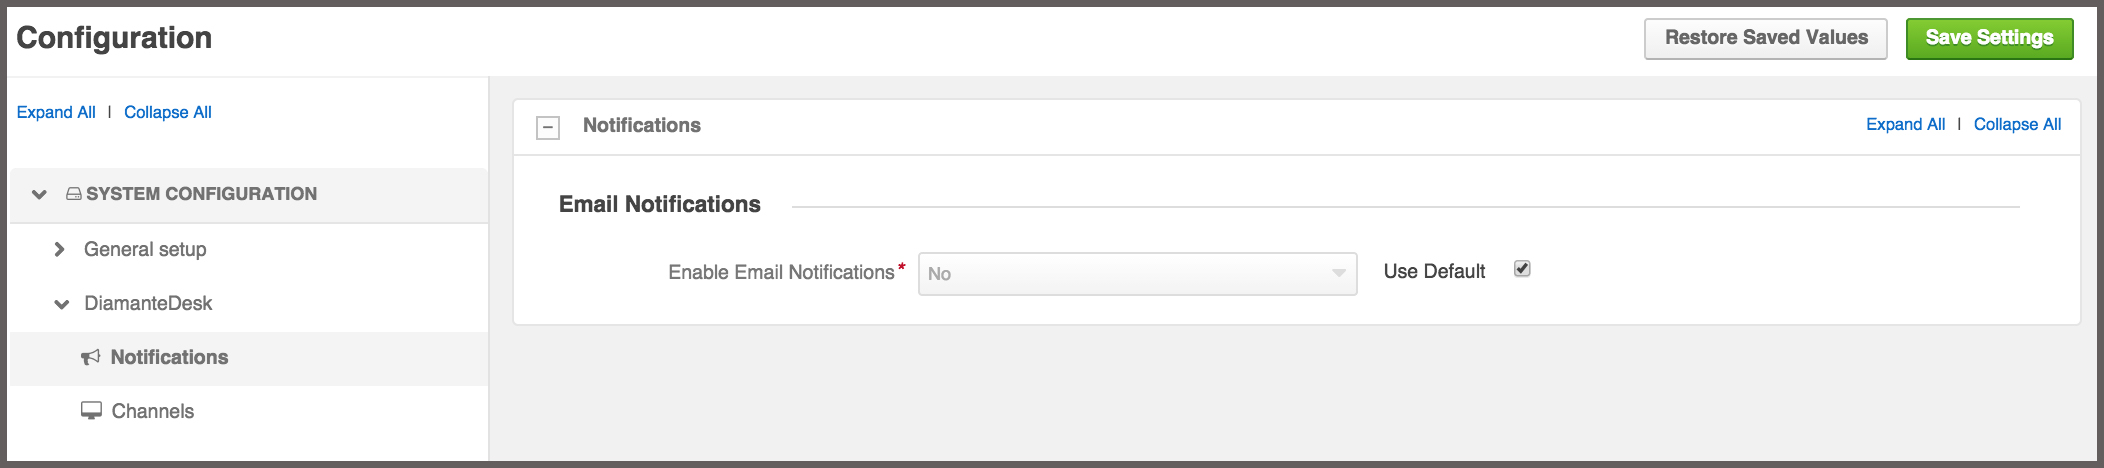 Configuration
Restore Saved Values
Save Settings
Expand All | Collapse All
SYSTEM CONFIGURATION
General setup
DiamanteDesk
Notifications
Channels
Notifications
Expand All | Collapse All
Email Notifications
Enable Email Notifications* No Use Default